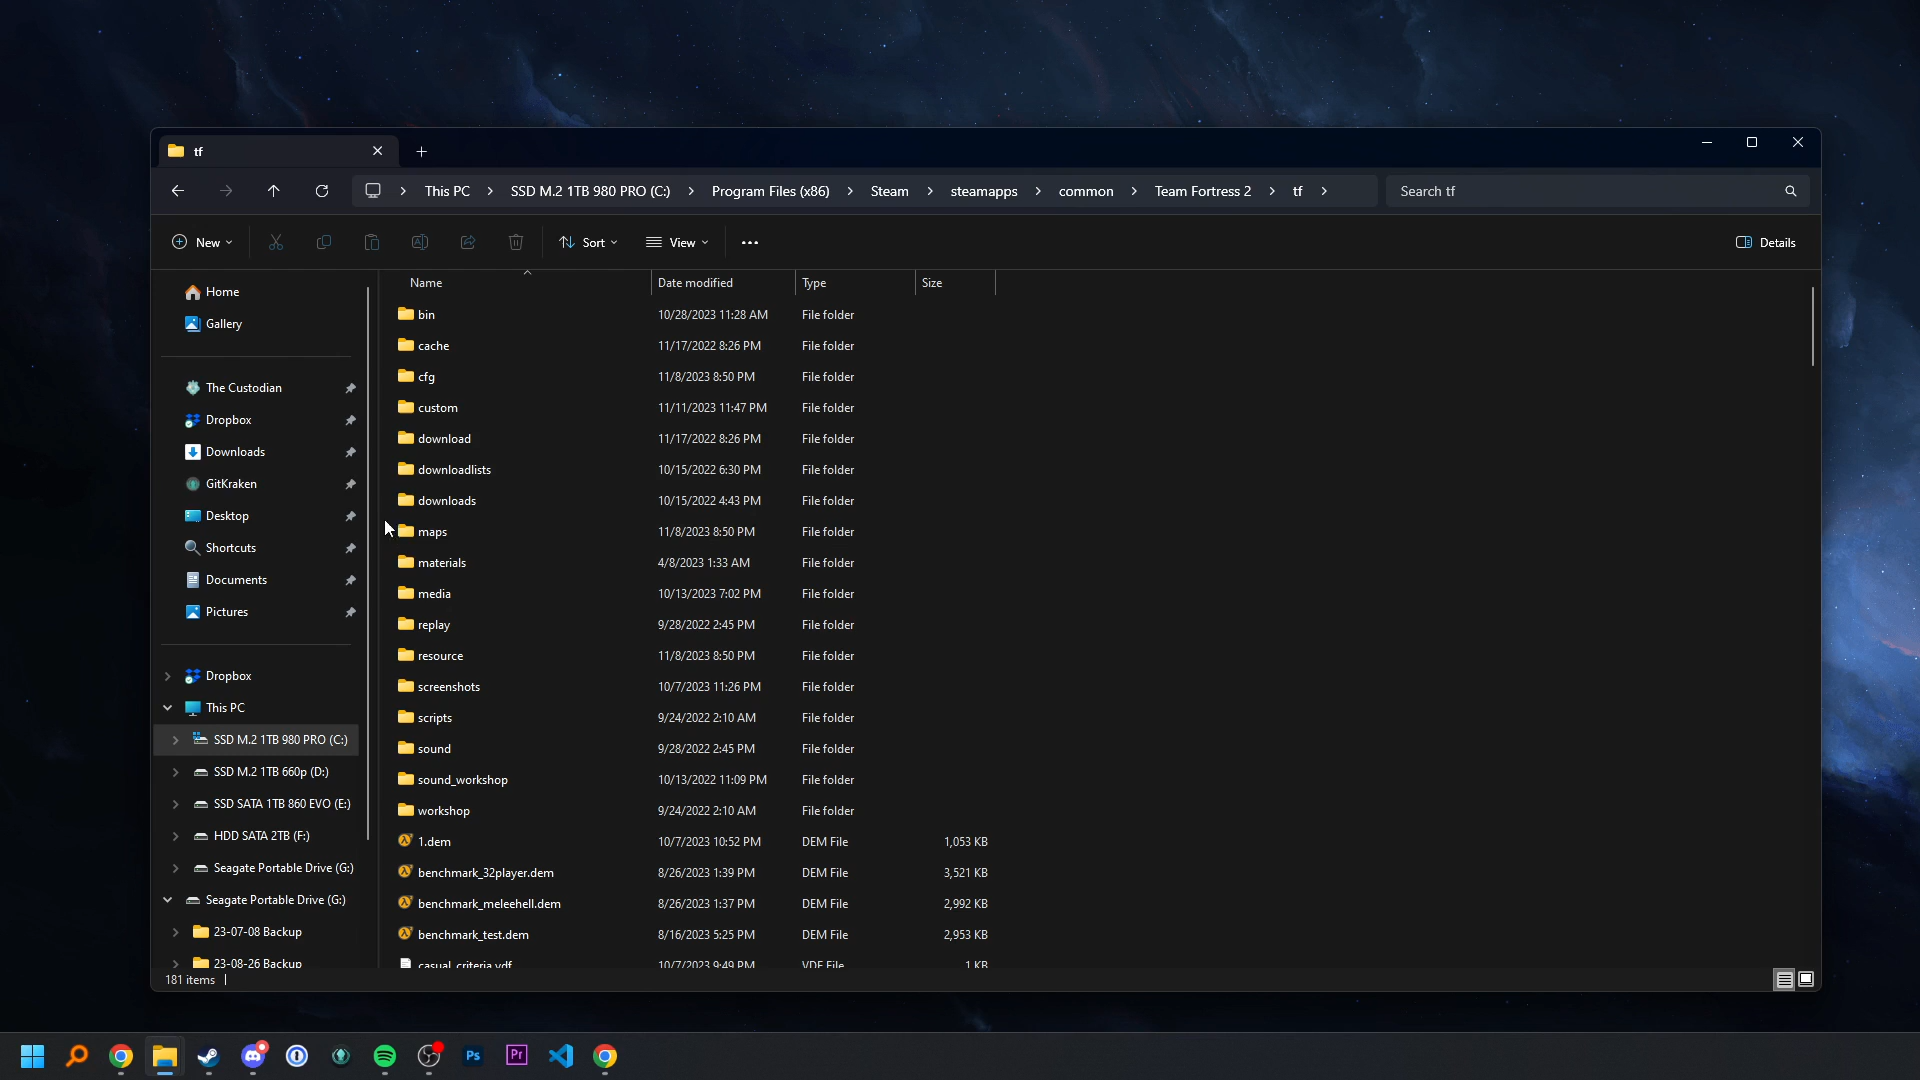 tf
This PC > SSD M.2 1TB 980 PRO (C:) > Program Files (x86) > Steam > steamapps > common > Team Fortress 2 > tf >
Search tf
New
Sort
View
Details
Home
Gallery
The Custodian
Dropbox
Downloads
GitKraken
Desktop
Shortcuts
Documents
Pictures
Dropbox
This PC
SSD M.2 1TB 980 PRO (C:)
SSD M.2 1TB 660p (D:)
SSD SATA 1TB 860 EVO (E:)
HDD SATA 2TB (F:)
Seagate Portable Drive (G:)
Seagate Portable Drive (G:)
23-07-08 Backup
23-08-26 Backup
Name Date modified Type Size
bin 10/28/2023 11:28 AM File folder
cache 11/17/2022 8:26 PM File folder
cfg 11/8/2023 8:50 PM File folder
custom 11/11/2023 11:47 PM File folder
download 11/17/2022 8:26 PM File folder
downloadlists 10/15/2022 6:30 PM File folder
downloads 10/15/2022 4:43 PM File folder
maps 11/8/2023 8:50 PM File folder
materials 4/8/2023 1:33 AM File folder
media 10/13/2023 7:02 PM File folder
replay 9/28/2022 2:45 PM File folder
resource 11/8/2023 8:50 PM File folder
screenshots 10/7/2023 11:26 PM File folder
scripts 9/24/2022 2:10 AM File folder
sound 9/28/2022 2:45 PM File folder
sound_workshop 10/13/2022 11:09 PM File folder
workshop 9/24/2022 2:10 AM File folder
1.dem 10/7/2023 10:52 PM DEM File 1,053 KB
benchmark_32player.dem 8/26/2023 1:39 PM DEM File 3,521 KB
benchmark_meleehell.dem 8/26/2023 1:37 PM DEM File 2,992 KB
benchmark_test.dem 8/16/2023 5:25 PM DEM File 2,953 KB
casual_criteria.vdf 10/7/2023 9:49 PM VDF File 1 KB
181 items
Ps
Pr